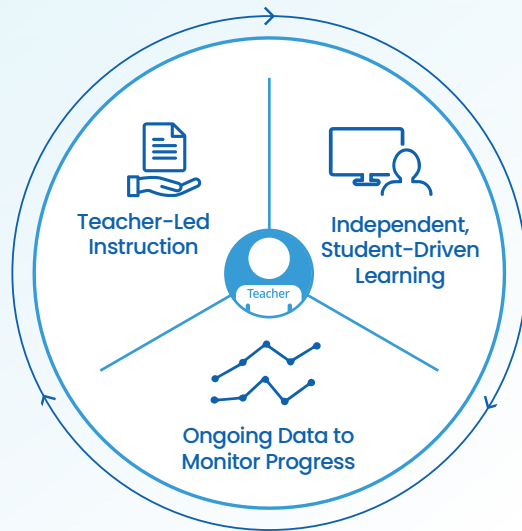 Teacher-Led
Instruction
Independent,
Student-Driven
Learning
Teacher
Ongoing Data to
Monitor Progress